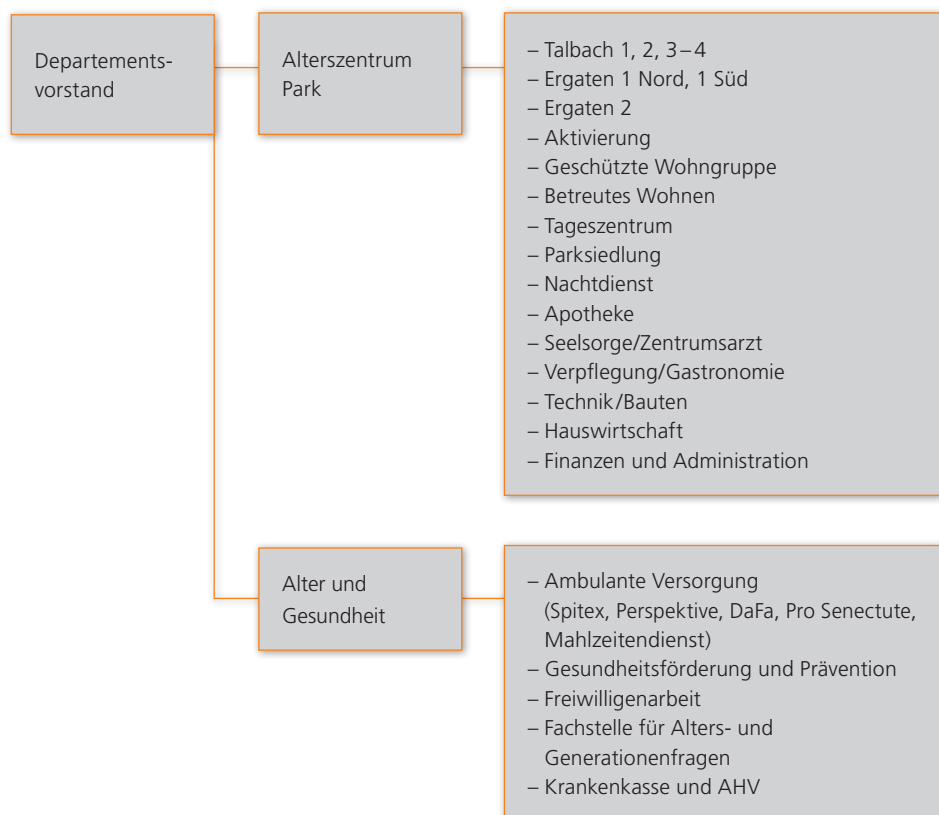 Departements-
vorstand
Alterszentrum
Park
– Talbach 1, 2, 3–4
– Ergaten 1 Nord, 1 Süd
– Ergaten 2
– Aktivierung
– Geschützte Wohngruppe
– Betreutes Wohnen
– Tageszentrum
– Parksiedlung
– Nachtdienst
– Apotheke
– Seelsorge/Zentrumsarzt
– Verpflegung/Gastronomie
– Technik/Bauten
– Hauswirtschaft
– Finanzen und Administration
Alter und
Gesundheit
– Ambulante Versorgung
(Spitex, Perspektive, DaFa, Pro Senectute,
Mahlzeitendienst)
– Gesundheitsförderung und Prävention
– Freiwilligenarbeit
– Fachstelle für Alters- und
Generationenfragen
– Krankenkasse und AHV